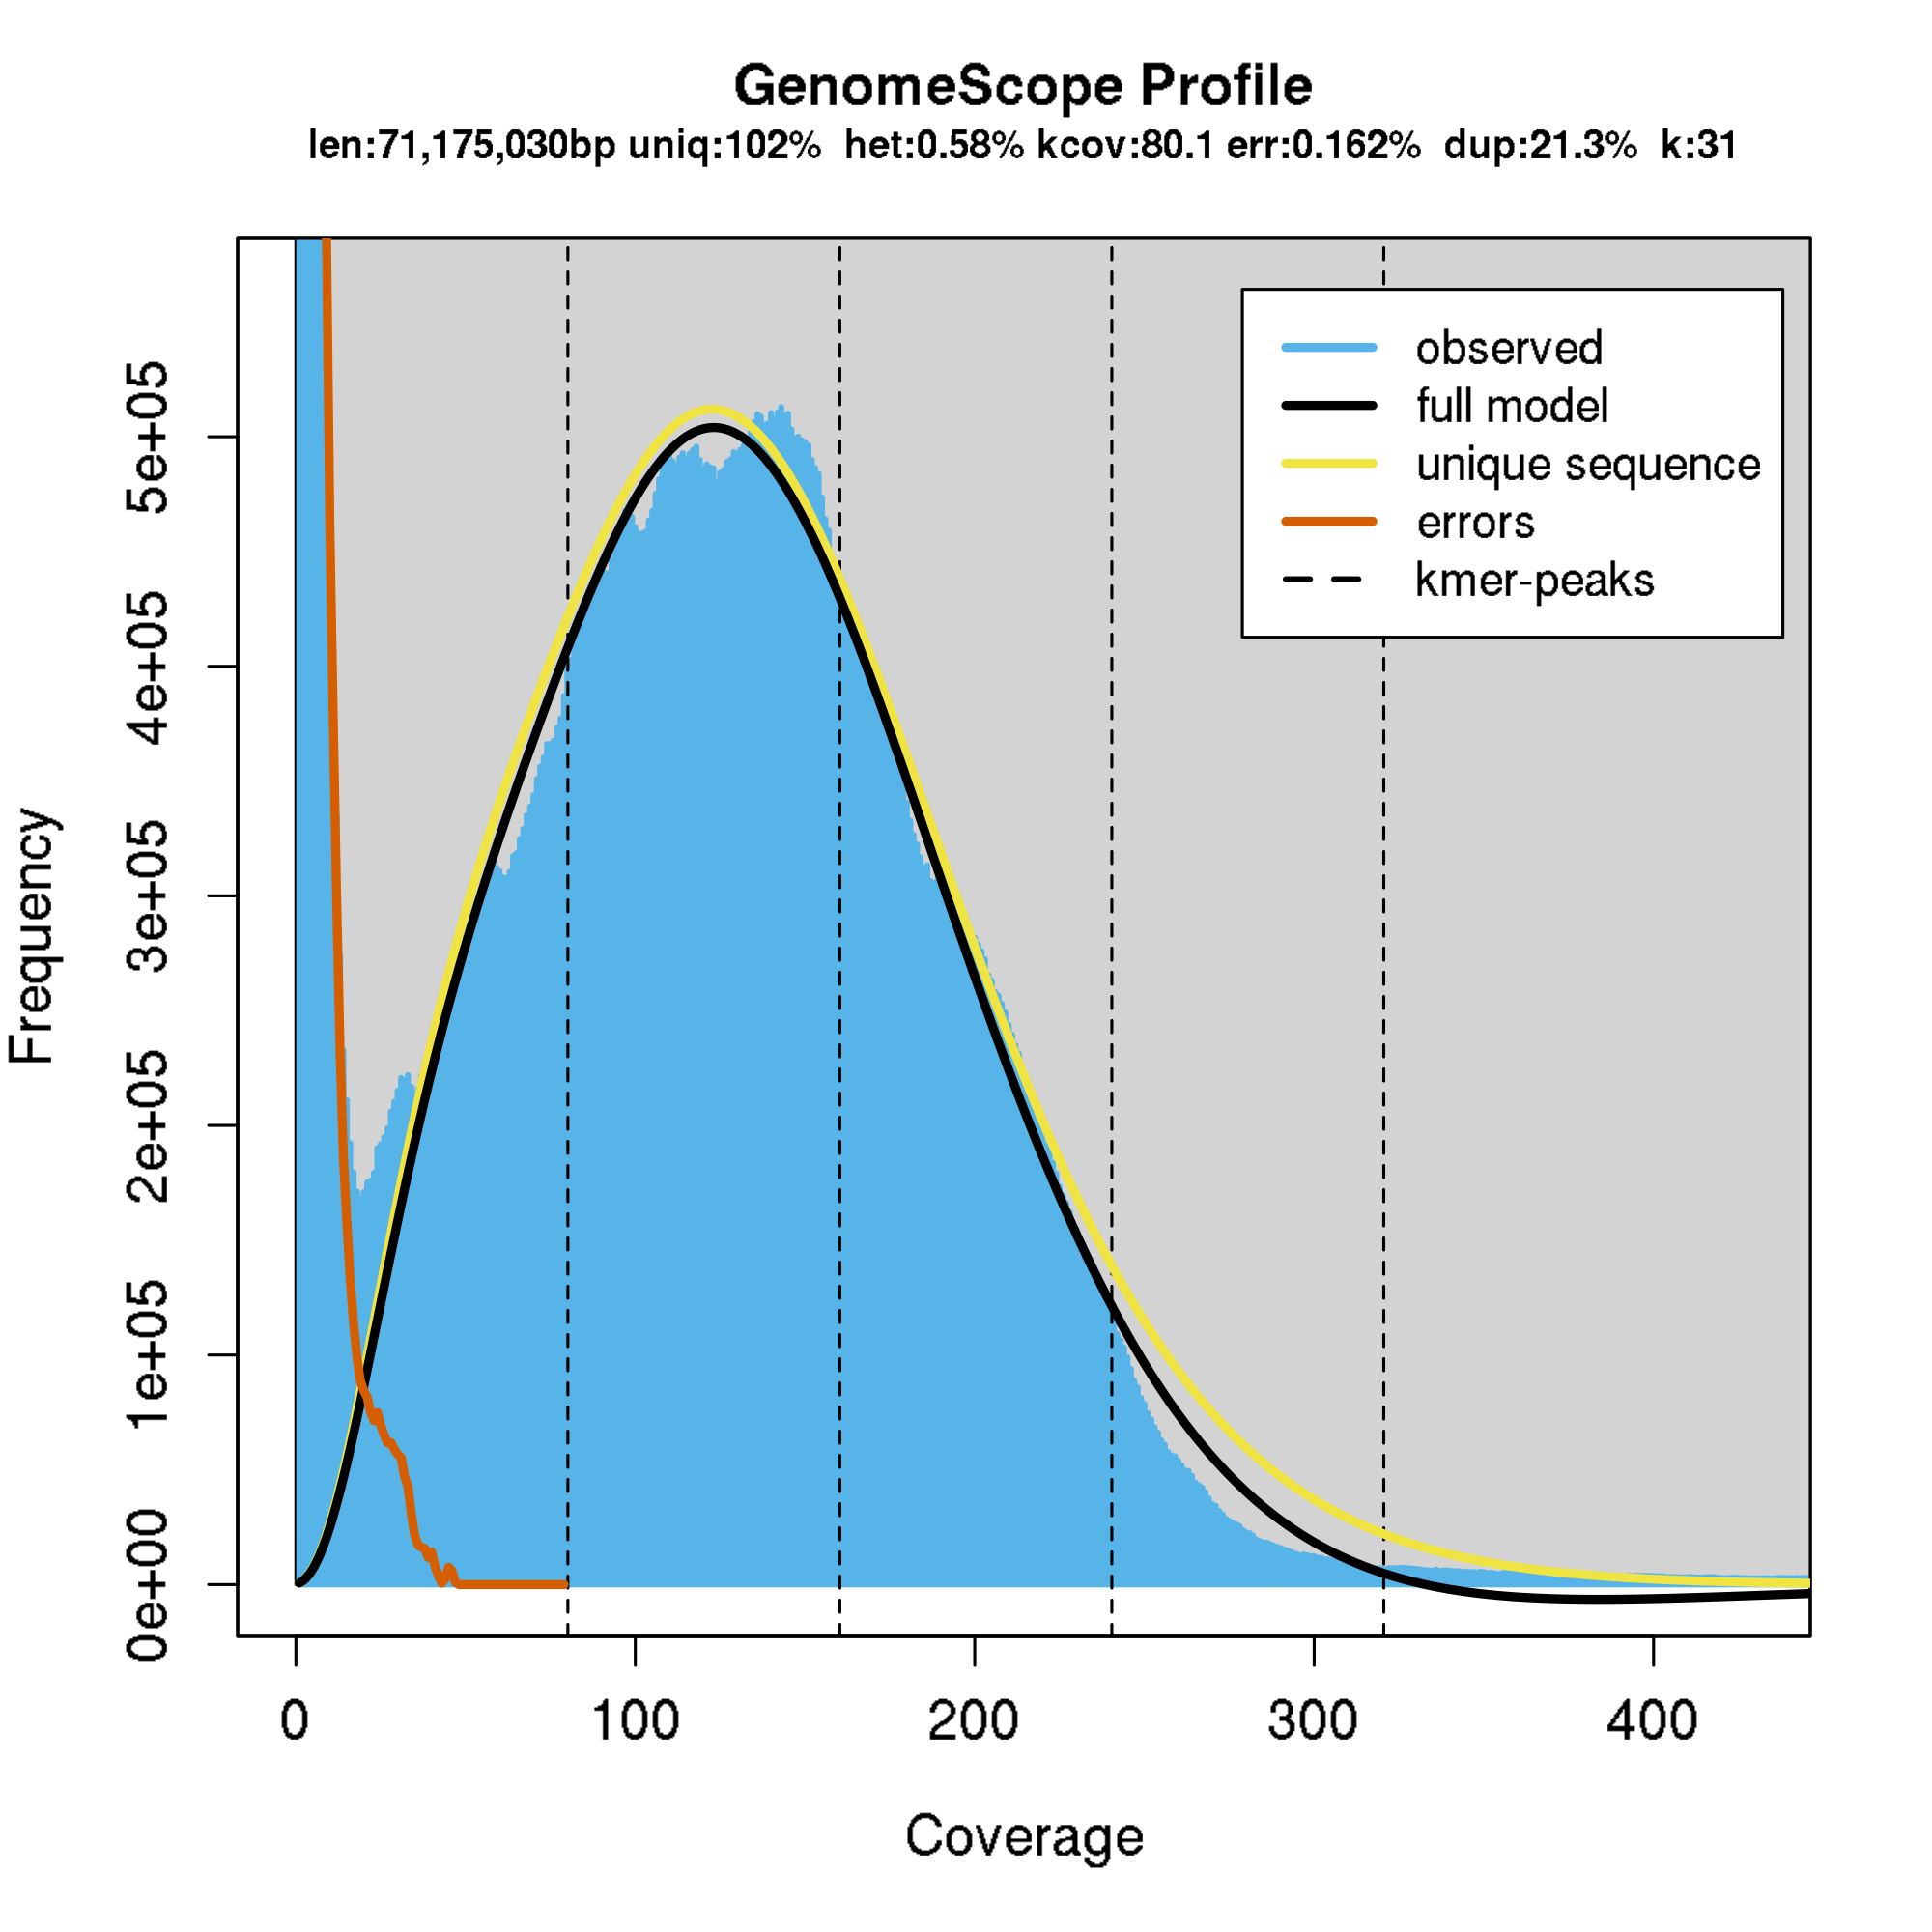 GenomeScope Profile
len:71,175,030bp uniq:102% het:0.58% kcov:80.1 err:0.162% dup:21.3% k:31
observed
full model
unique sequence
errors
kmer-peaks
Frequency
5e+05
4e+05
3e+05
2e+05
1e+05
0e+00
0 100 200 300 400
Coverage